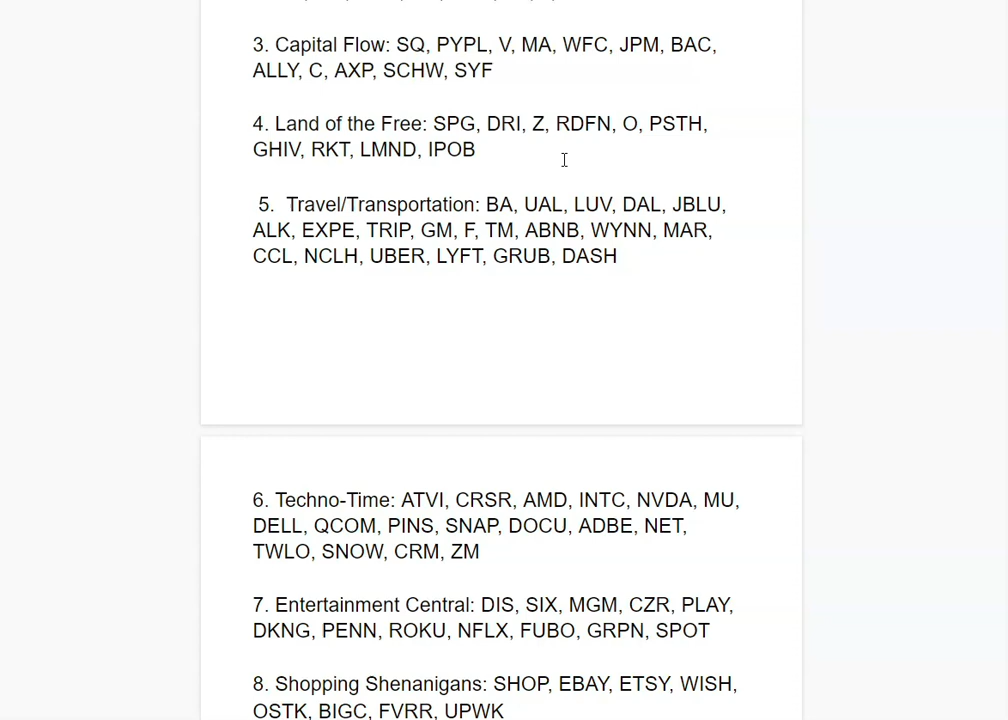 3. Capital Flow: SQ, PYPL, V, MA, WFC, JPM, BAC,
ALLY, C, AXP, SCHW, SYF
4. Land of the Free: SPG, DRI, Z, RDFN, O, PSTH,
GHIV, RKT, LMND, IPOB
5. Travel/Transportation: BA, UAL, LUV, DAL, JBLU,
ALK, EXPE, TRIP, GM, F, TM, ABNB, WYNN, MAR,
CCL, NCLH, UBER, LYFT, GRUB, DASH
6. Techno-Time: ATVI, CRSR, AMD, INTC, NVDA, MU,
DELL, QCOM, PINS, SNAP, DOCU, ADBE, NET,
TWLO, SNOW, CRM, ZM
7. Entertainment Central: DIS, SIX, MGM, CZR, PLAY,
DKNG, PENN, ROKU, NFLX, FUBO, GRPN, SPOT
8. Shopping Shenanigans: SHOP, EBAY, ETSY, WISH,
OSTK, BIGC, FVRR, UPWK